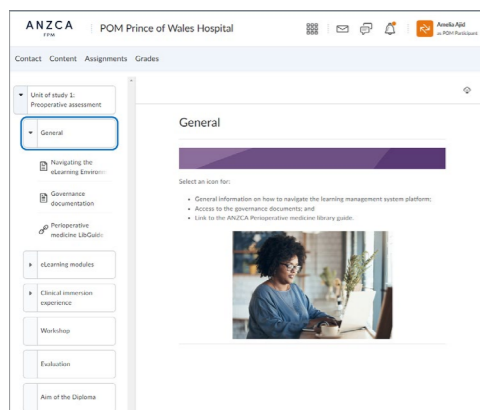 ANZCA
FPM
POM Prince of Wales Hospital
Amelia Ajid
as POM Participant
Contact Content Assignments Grades
Unit of study 1:
Preoperative assessment
General
Navigating the
eLearning Environ
Governance
documentation
Perioperative
medicine LibGuide
eLearning modules
Clinical immersion
experience
Workshop
Evaluation
Aim of the Diploma
General
Select an icon for:
General information on how to navigate the learning management system platform;
Access to the governance documents; and
Link to the ANZCA Perioperative medicine library guide.